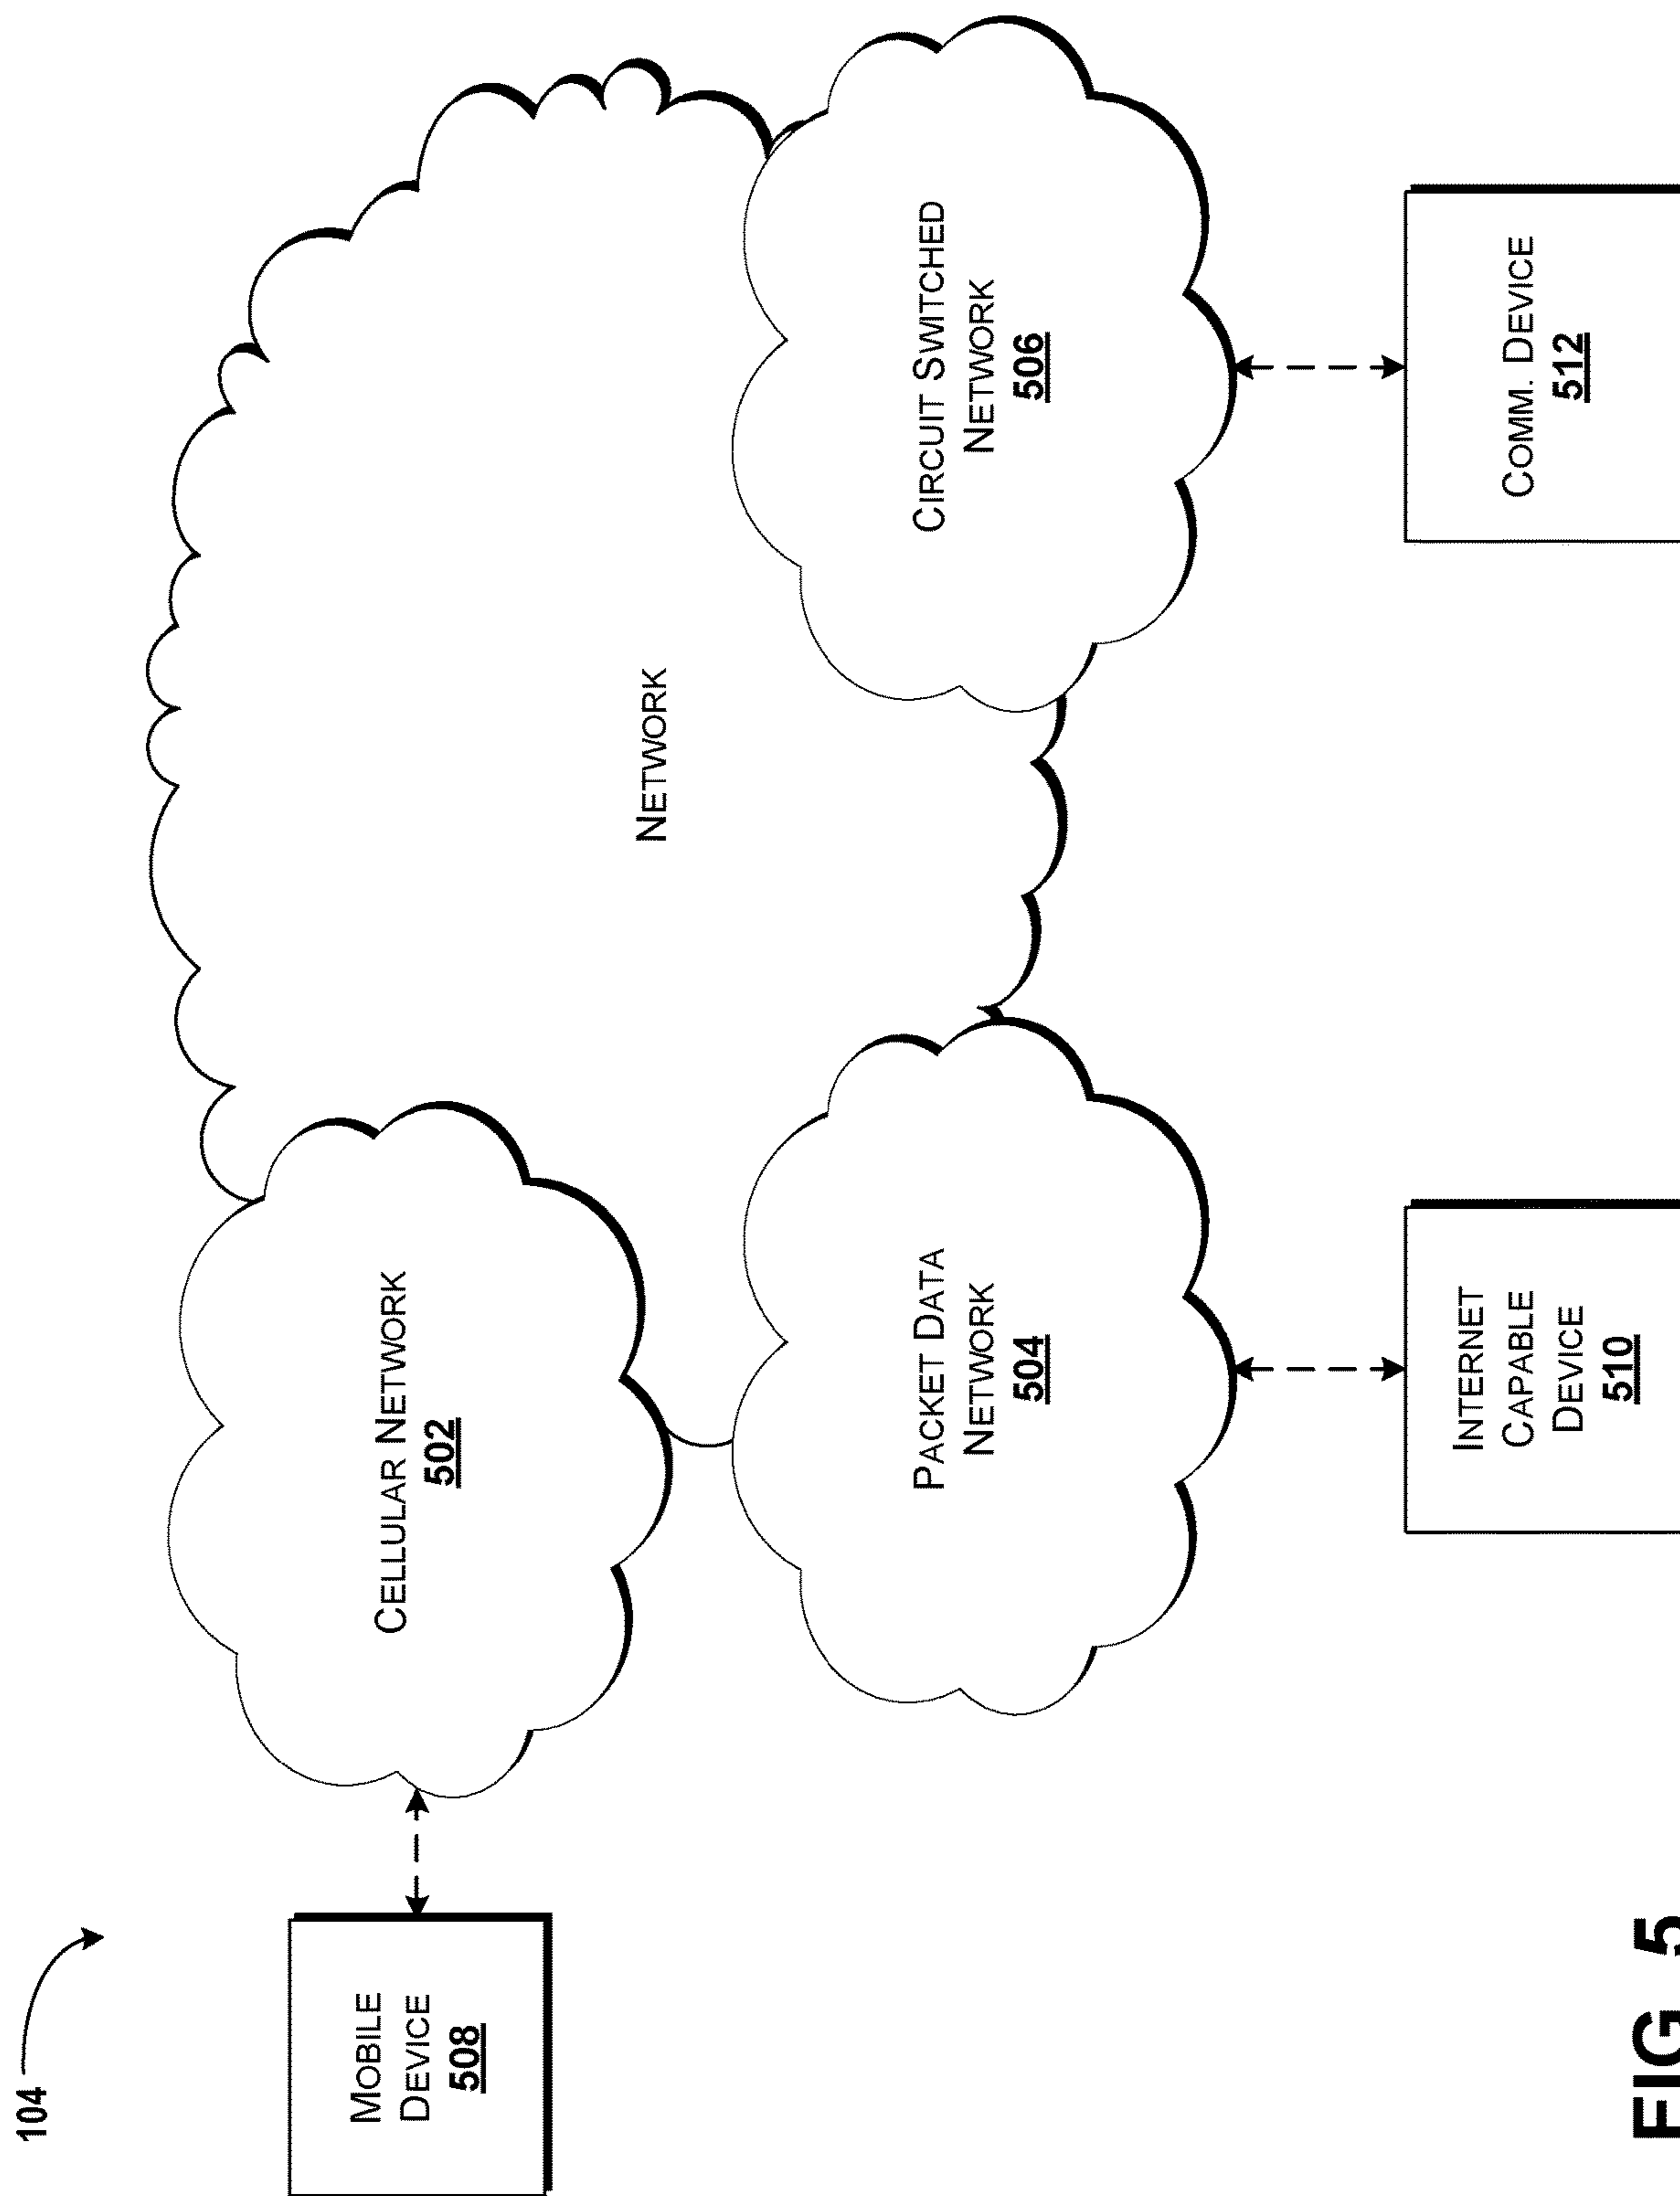 104
MOBILE
DEVICE
508
CELLULAR NETWORK
502
NETWORK
PACKET DATA
NETWORK
504
CIRCUIT SWITCHED
NETWORK
506
INTERNET
CAPABLE
DEVICE
510
COMM. DEVICE
512
FIG. 5